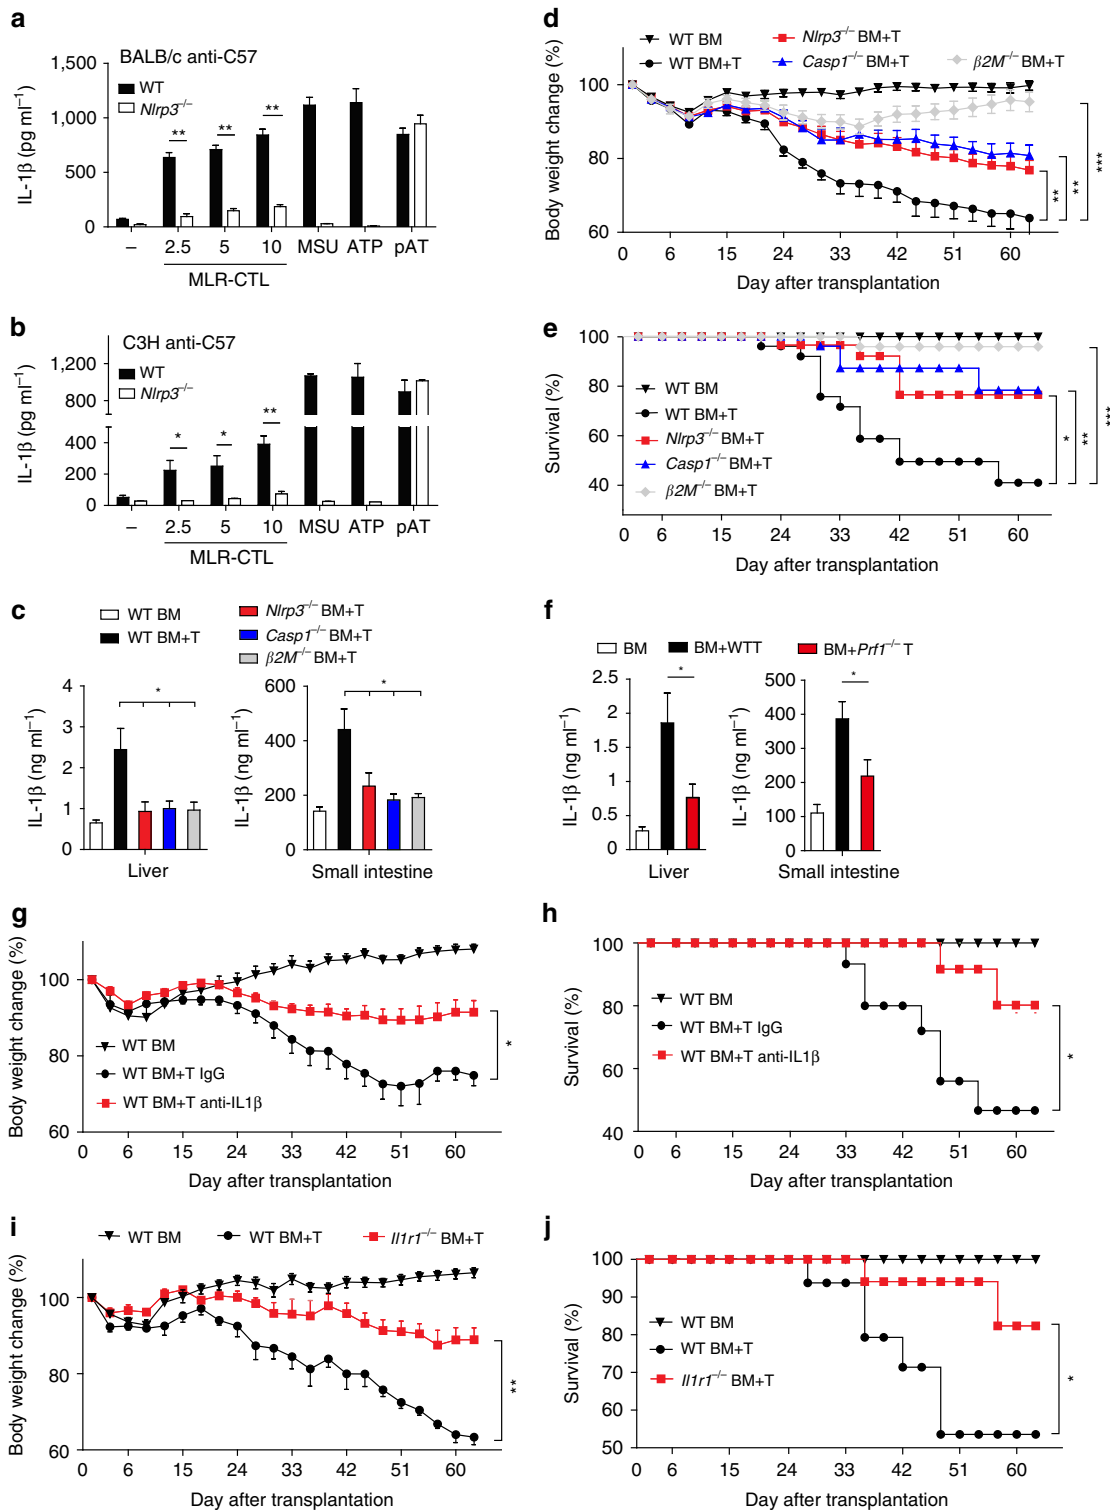 a
BALB/c anti-C57
WT
Nlrp3⁻/⁻
IL-1β (pg ml⁻¹)
1,500
1,000
500
0
** ** **
– 2.5 5 10 MSU ATP pAT
MLR-CTL
b
C3H anti-C57
WT
Nlrp3⁻/⁻
IL-1β (pg ml⁻¹)
1,200
800
400
200
0
* * **
– 2.5 5 10 MSU ATP pAT
MLR-CTL
c
WT BM
WT BM+T
Nlrp3⁻/⁻ BM+T
Casp1⁻/⁻ BM+T
β2M⁻/⁻ BM+T
IL-1β (ng ml⁻¹)
4
3
2
1
0
*
Liver
IL-1β (ng ml⁻¹)
600
400
200
0
*
Small intestine
d
WT BM
WT BM+T
Nlrp3⁻/⁻ BM+T
Casp1⁻/⁻ BM+T
β2M⁻/⁻ BM+T
Body weight change (%)
100
80
60
** ** ***
0 6 15 24 33 42 51 60
Day after transplantation
e
Survival (%)
100
80
60
40
WT BM
WT BM+T
Nlrp3⁻/⁻ BM+T
Casp1⁻/⁻ BM+T
β2M⁻/⁻ BM+T
* ** ***
0 6 15 24 33 42 51 60
Day after transplantation
f
BM
BM+WTT
BM+Prf1⁻/⁻ T
IL-1β (ng ml⁻¹)
2.5
2
1.5
1
0.5
0
*
Liver
IL-1β (ng ml⁻¹)
500
400
300
200
100
0
*
Small intestine
g
Body weight change (%)
100
80
60
WT BM
WT BM+T IgG
WT BM+T anti-IL1β
*
0 6 15 24 33 42 51 60
Day after transplantation
h
Survival (%)
100
80
60
40
WT BM
WT BM+T IgG
WT BM+T anti-IL1β
*
0 6 15 24 33 42 51 60
Day after transplantation
i
WT BM
WT BM+T
Il1r1⁻/⁻ BM+T
Body weight change (%)
100
80
60
**
0 6 15 24 33 42 51 60
Day after transplantation
j
Survival (%)
100
90
80
70
60
50
WT BM
WT BM+T
Il1r1⁻/⁻ BM+T
*
0 6 15 24 33 42 51 60
Day after transplantation